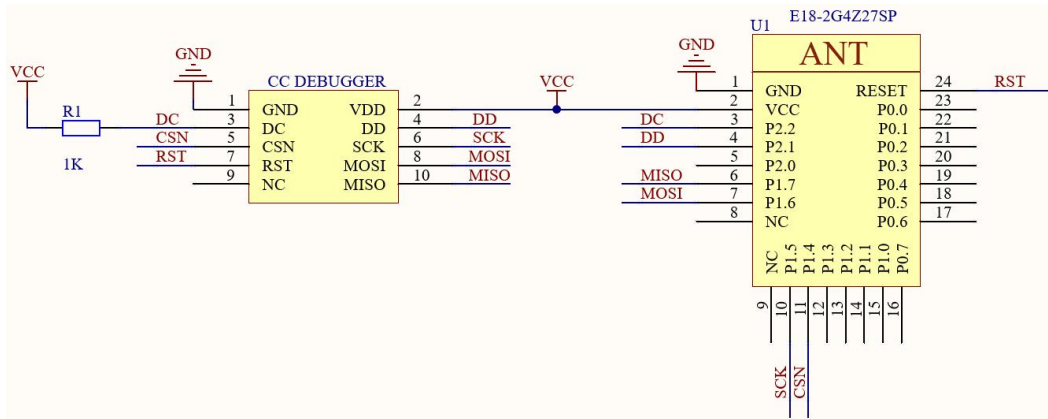 E18-2G4Z27SP
U1
ANT
GND
VCC
GND
CC DEBUGGER
VCC
R1
1K
DC
CSN
RST
1 GND VDD 2
3 DC DD 4
5 CSN SCK 6
7 RST MOSI 8
9 NC MISO 10
DD
SCK
MOSI
MISO
DC
DD
MISO
MOSI
1 GND RESET 24
2 VCC P0.0 23
3 P2.2 P0.1 22
4 P2.1 P0.2 21
5 P2.0 P0.3 20
6 P1.7 P0.4 19
7 P1.6 P0.5 18
8 NC P0.6 17
RST
NC P1.5 P1.4 P1.3 P1.2 P1.1 P1.0 P0.7
9 10 11 12 13 14 15 16
SCK
CSN